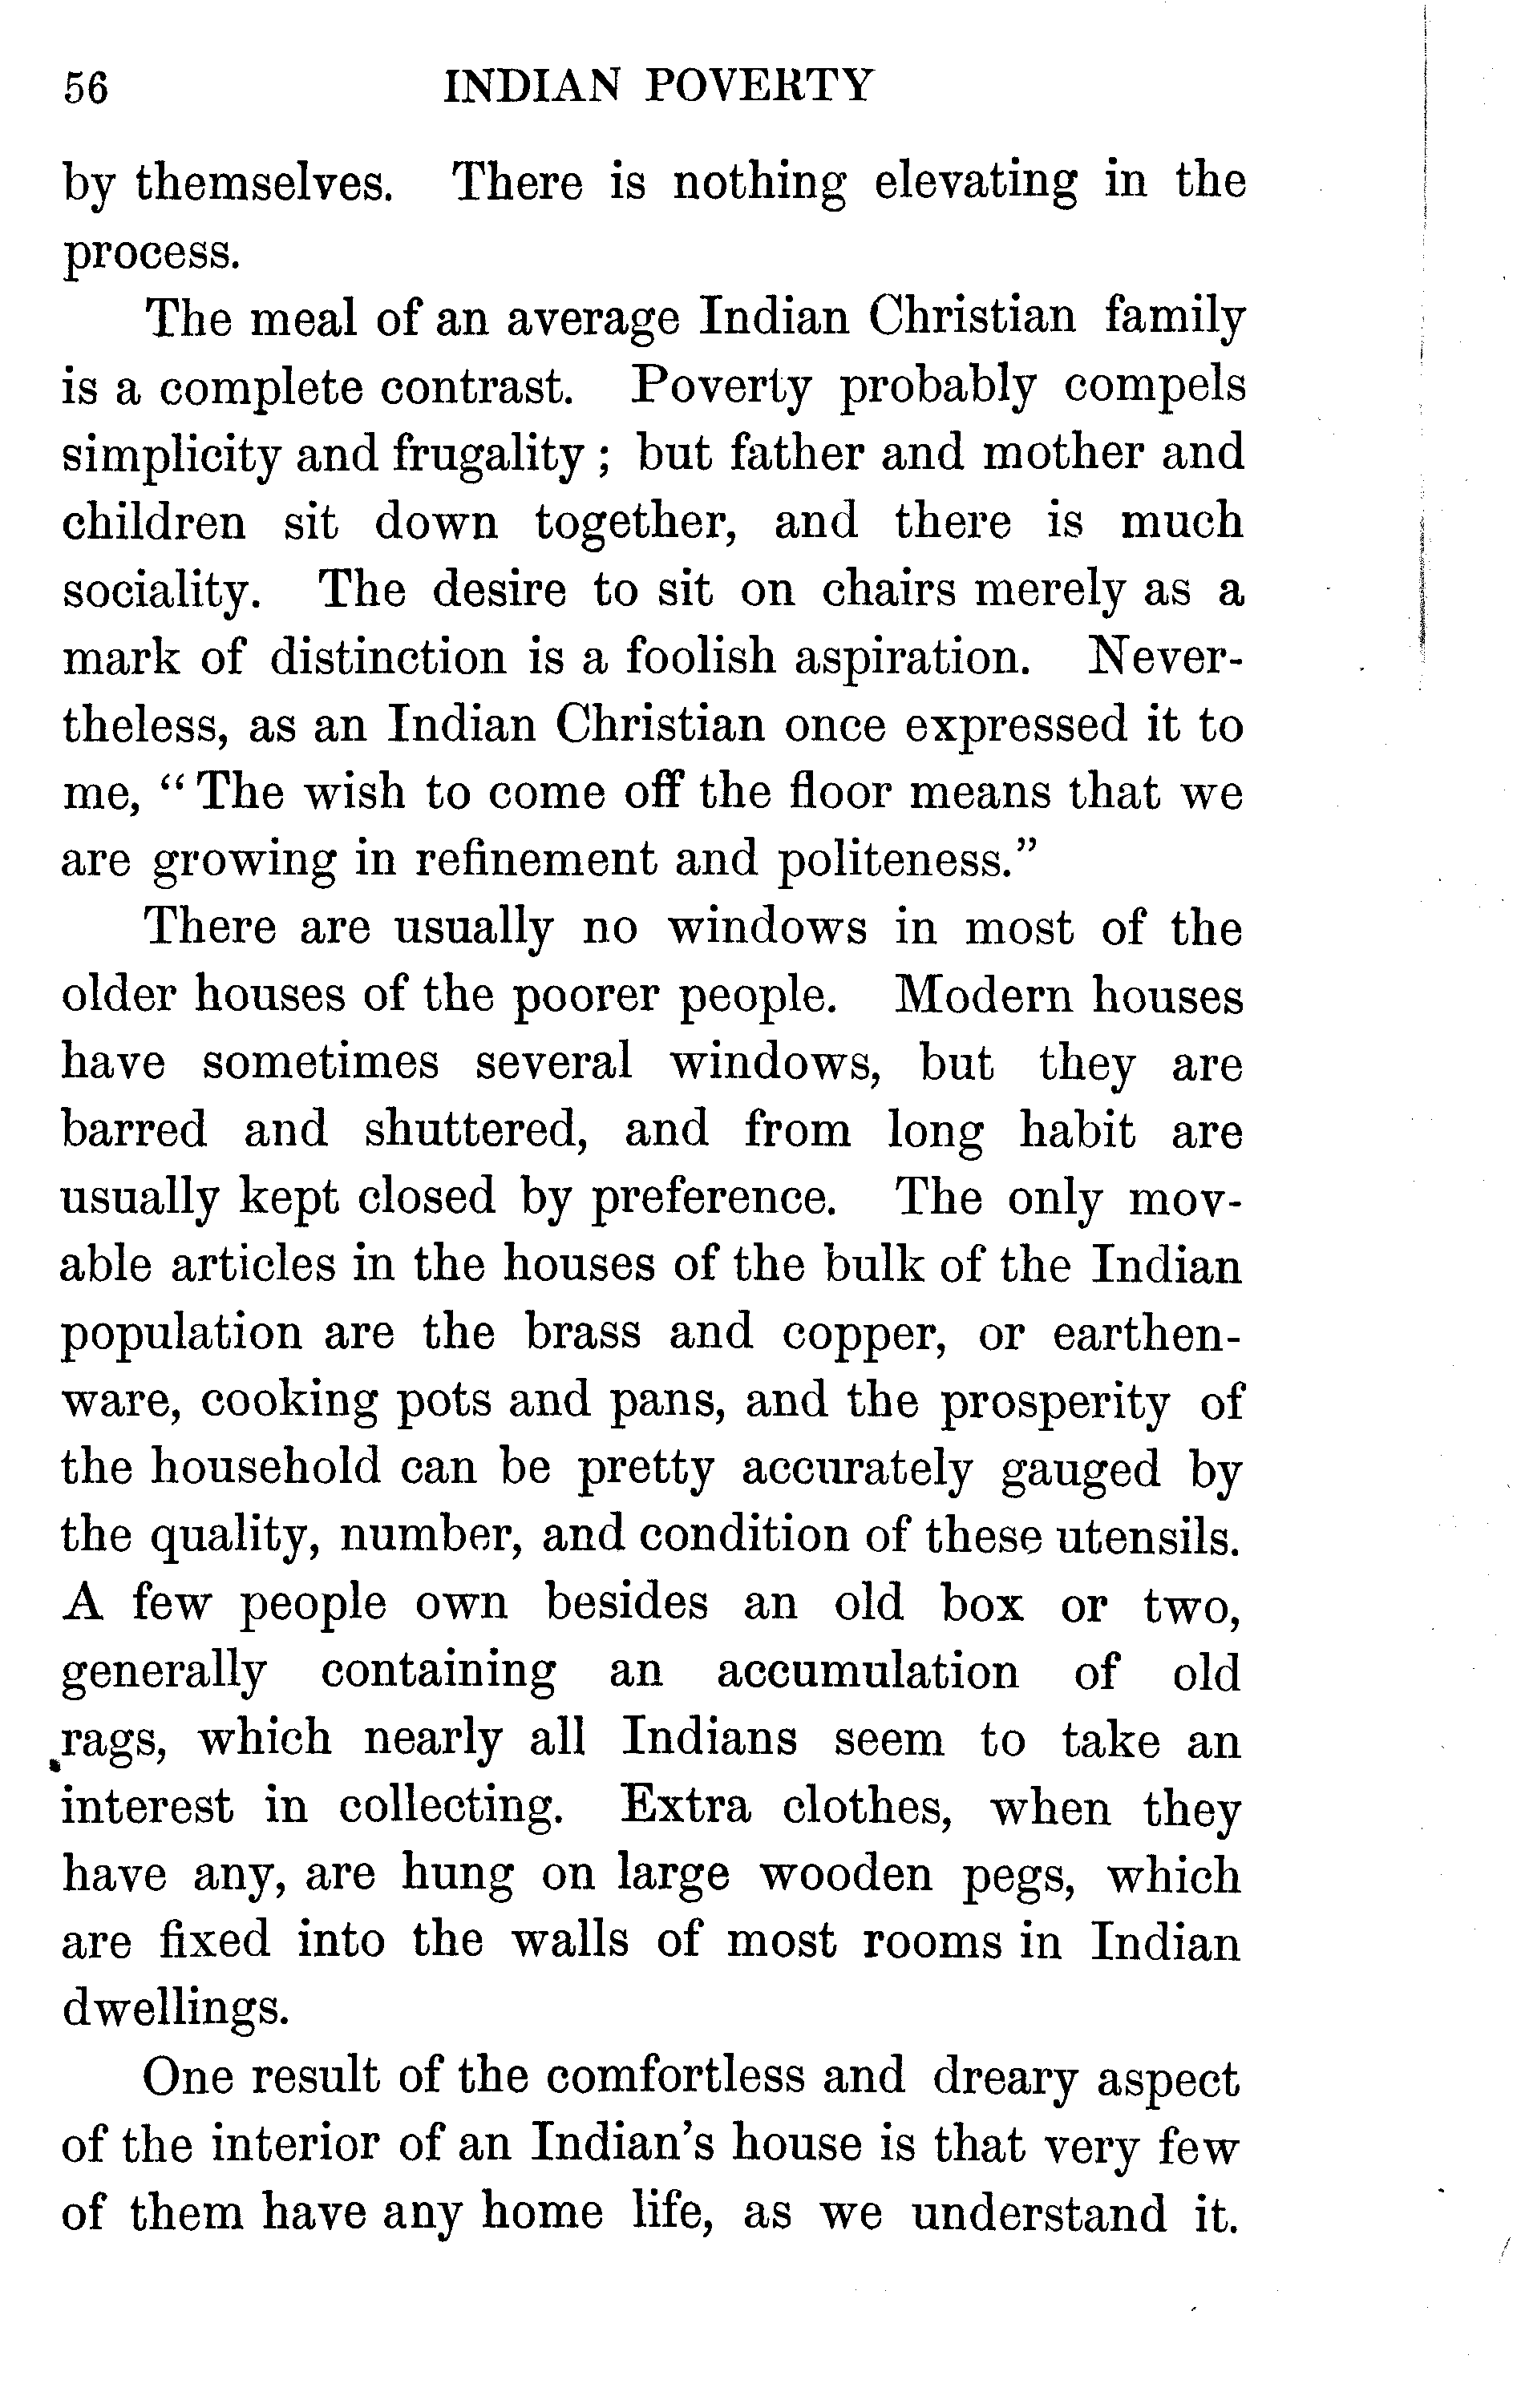 56 INDIAN POVERTY
by themselves. There is nothing elevating in the
process.
The meal of an average Indian Christian family
is a complete contrast. Poverty probably compels
simplicity and frugality ; but father and mother and
children sit down together, and there is much
sociality. The desire to sit on chairs merely as a
mark of distinction is a foolish aspiration. Never-
theless, as an Indian Christian once expressed it to
me, “ The wish to come off the floor means that we
are growing in refinement and politeness.”
There are usually no windows in most of the
older houses of the poorer people. Modern houses
have sometimes several windows, but they are
barred and shuttered, and from long habit are
usually kept closed by preference. The only mov-
able articles in the houses of the bulk of the Indian
population are the brass and copper, or earthen-
ware, cooking pots and pans, and the prosperity of
the household can be pretty accurately gauged by
the quality, number, and condition of these utensils.
A few people own besides an old box or two,
generally containing an accumulation of old
rags, which nearly all Indians seem to take an
interest in collecting. Extra clothes, when they
have any, are hung on large wooden pegs, which
are fixed into the walls of most rooms in Indian
dwellings.
One result of the comfortless and dreary aspect
of the interior of an Indian’s house is that very few
of them have any home life, as we understand it.